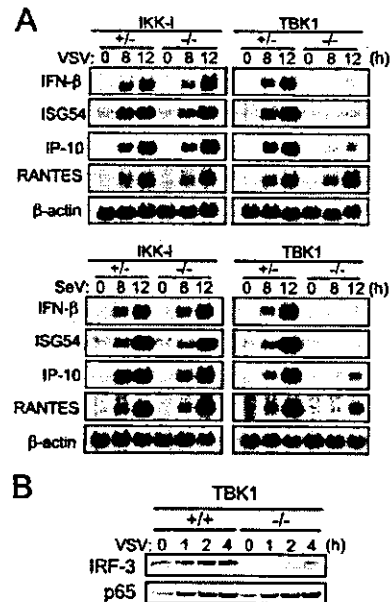 A
IKK-i TBK1
+/- -/- +/- -/-
VSV: 0 8 12 0 8 12 0 8 12 0 8 12 (h)
IFN-β
ISG54
IP-10
RANTES
β-actin
IKK-i TBK1
+/- -/- +/- -/-
SeV: 0 8 12 0 8 12 0 8 12 0 8 12 (h)
IFN-β
ISG54
IP-10
RANTES
β-actin
B
TBK1
+/+ -/-
VSV: 0 1 2 4 0 1 2 4 (h)
IRF-3
p65